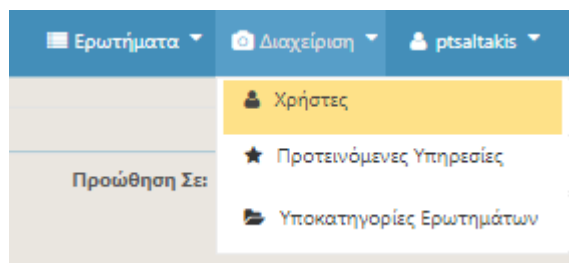 Ερωτήματα Διαχείριση ptsaltakis
Χρήστες
Προτεινόμενες Υπηρεσίες
Προώθηση Σε:
Υποκατηγορίες Ερωτημάτων